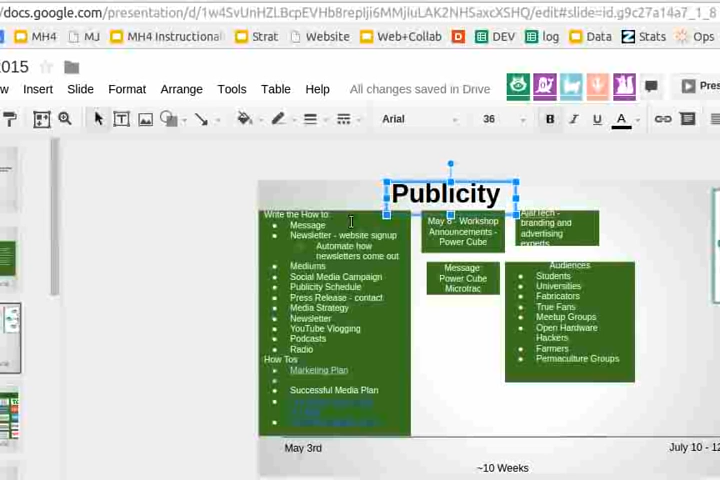 /docs.google.com/presentation/d/1w4SvUnHZLBcpEVHb8replji6MMjiuLAK2NHSaxcXSHQ/edit#slide=id.g9c27a14a7_1_8
MH4 MJ MH4 Instructional Strat Website Web+Collab DEV log Data Stats Ops
2015
w Insert Slide Format Arrange Tools Table Help All changes saved in Drive
Pres
Arial 36 B I U A
Publicity
Write the How to:
Message
Newsletter - website signup
Automate how
newsletters come out
Mediums
Social Media Campaign
Publicity Schedule
Press Release - contact
Media Strategy
Newsletter
YouTube Vlogging
Podcasts
Radio
How Tos
Marketing Plan
Successful Media Plan
May 8 - Workshop
Announcements -
Power Cube
AjarTech -
branding and
advertising
experts
Message:
Power Cube
Microtrac
Audiences
Students
Universities
Fabricators
True Fans
Meetup Groups
Open Hardware
Hackers
Farmers
Permaculture Groups
May 3rd
~10 Weeks
July 10 - 12